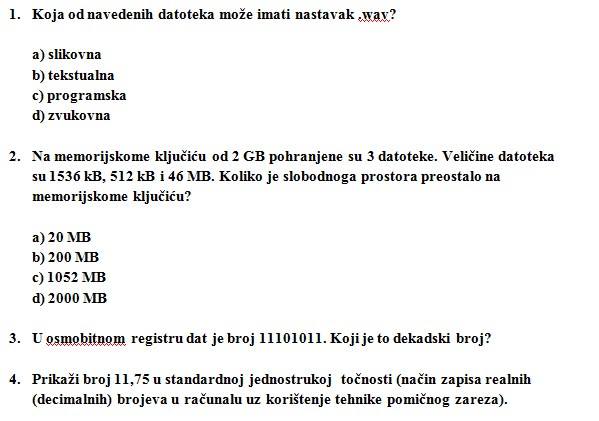 1. Koja od navedenih datoteka može imati nastavak .wav?
a) slikovna
b) tekstualna
c) programska
d) zvukovna
2. Na memorijskome ključiću od 2 GB pohranjene su 3 datoteke. Veličine datoteka
su 1536 kB, 512 kB i 46 MB. Koliko je slobodnoga prostora preostalo na
memorijskome ključiću?
a) 20 MB
b) 200 MB
c) 1052 MB
d) 2000 MB
3. U osmobitnom registru dat je broj 11101011. Koji je to dekadski broj?
4. Prikaži broj 11,75 u standardnoj jednostrukoj točnosti (način zapisa realnih
(decimalnih) brojeva u računalu uz korištenje tehnike pomičnog zareza).